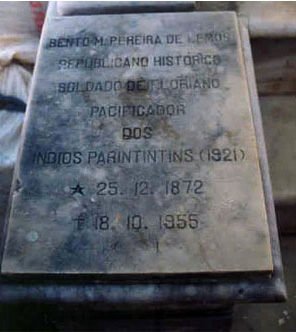 BENTO M. PEREIRA DE LEMOS
REPUBLICANO HISTORICO
SOLDADO DE FLORIANO
PACIFICADOR
DOS
INDIOS PARINTINTINS (1921)
★ 25. 12. 1872
† 18. 10. 1955